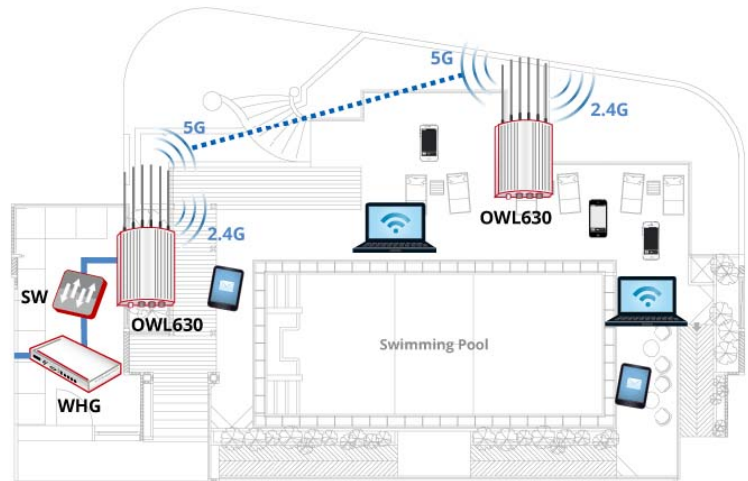 5G
2.4G
5G
OWL630
2.4G
SW
OWL630
Swimming Pool
WHG